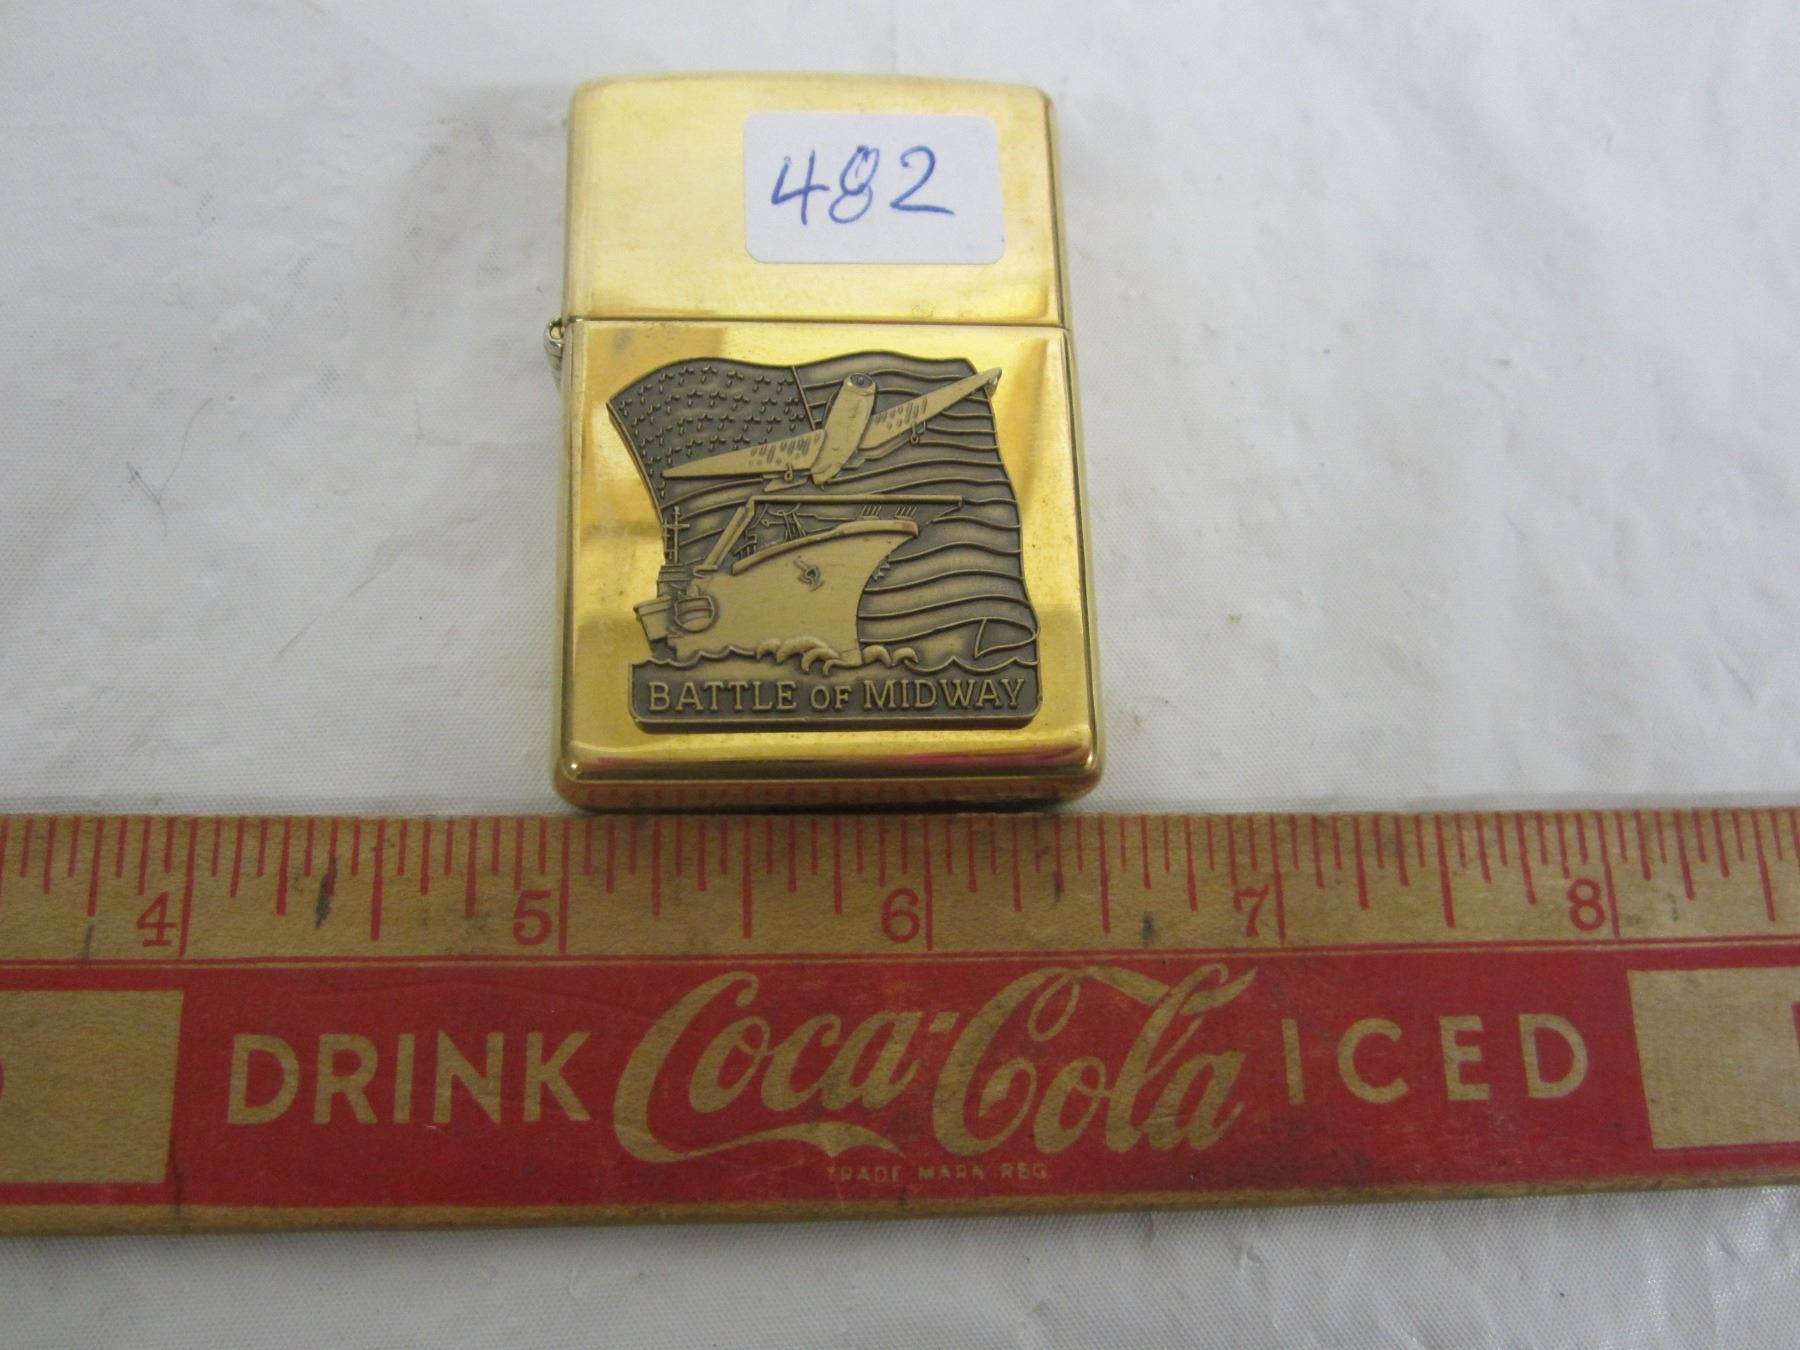 482
BATTLE OF MIDWAY
4 5 6 7 8
DRINK Coca-Cola ICED
TRADE MARK REG